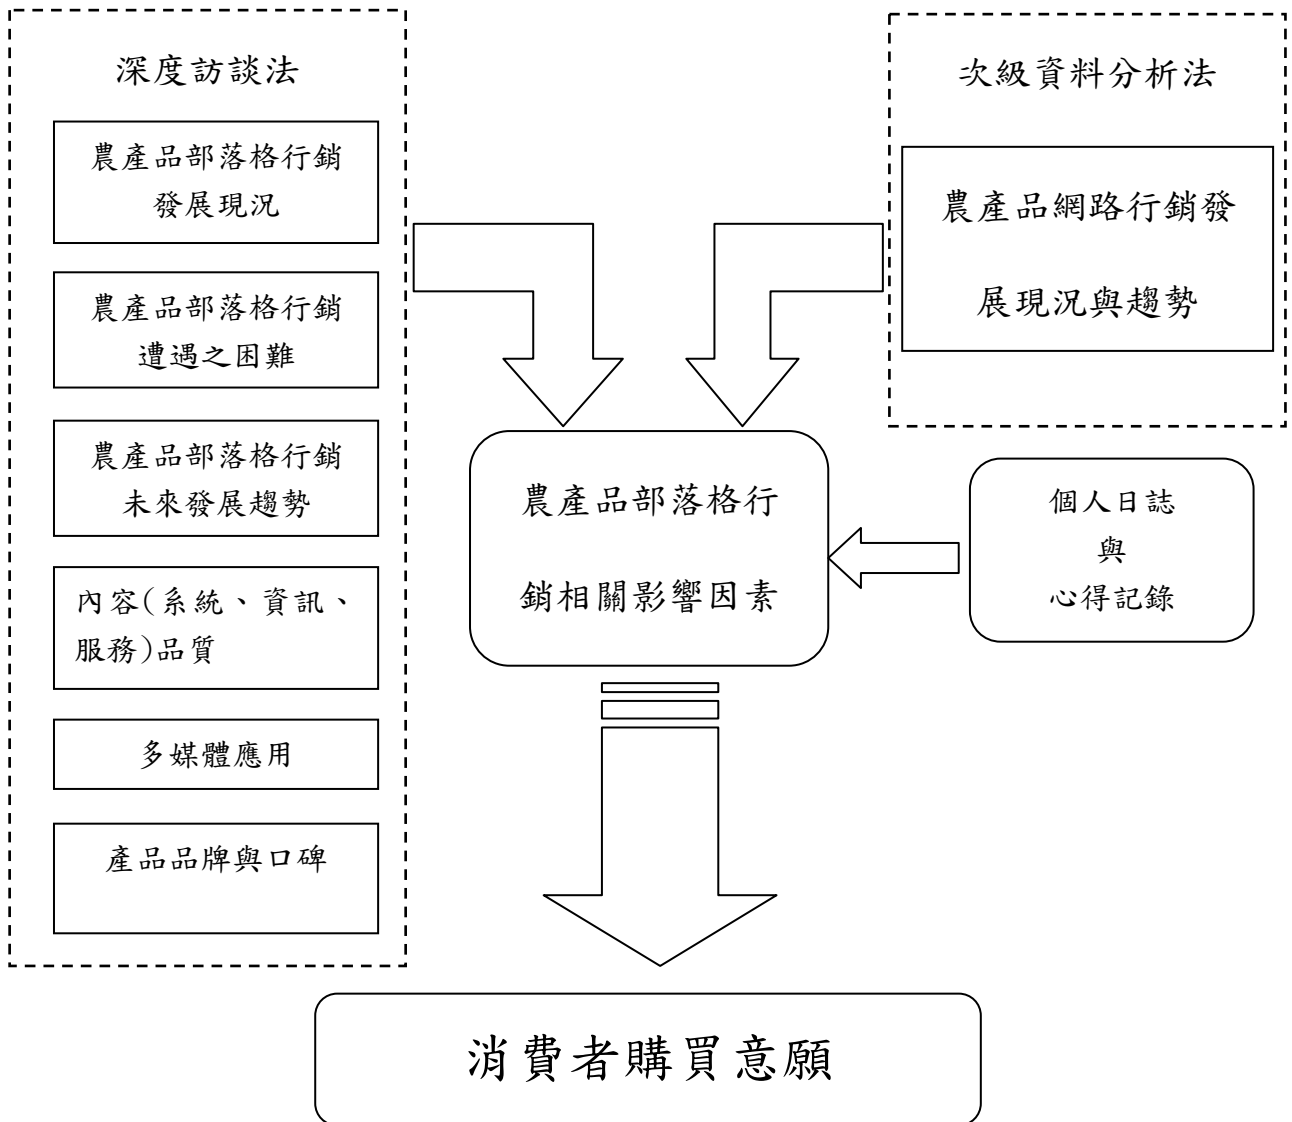 深度訪談法
農產品部落格行銷
發展現況
農產品部落格行銷
遭遇之困難
農產品部落格行銷
未來發展趨勢
內容(系統、資訊、
服務)品質
多媒體應用
產品品牌與口碑
次級資料分析法
農產品網路行銷發
展現況與趨勢
農產品部落格行
銷相關影響因素
個人日誌
與
心得記錄
消費者購買意願